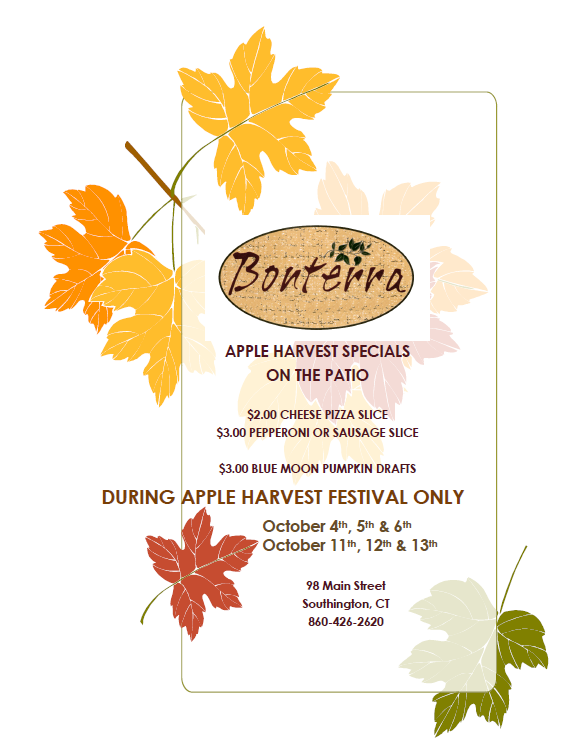 Bonterra
APPLE HARVEST SPECIALS
ON THE PATIO
$2.00 CHEESE PIZZA SLICE
$3.00 PEPPERONI OR SAUSAGE SLICE
$3.00 BLUE MOON PUMPKIN DRAFTS
DURING APPLE HARVEST FESTIVAL ONLY
October 4th, 5th & 6th
October 11th, 12th & 13th
98 Main Street
Southington, CT
860-426-2620